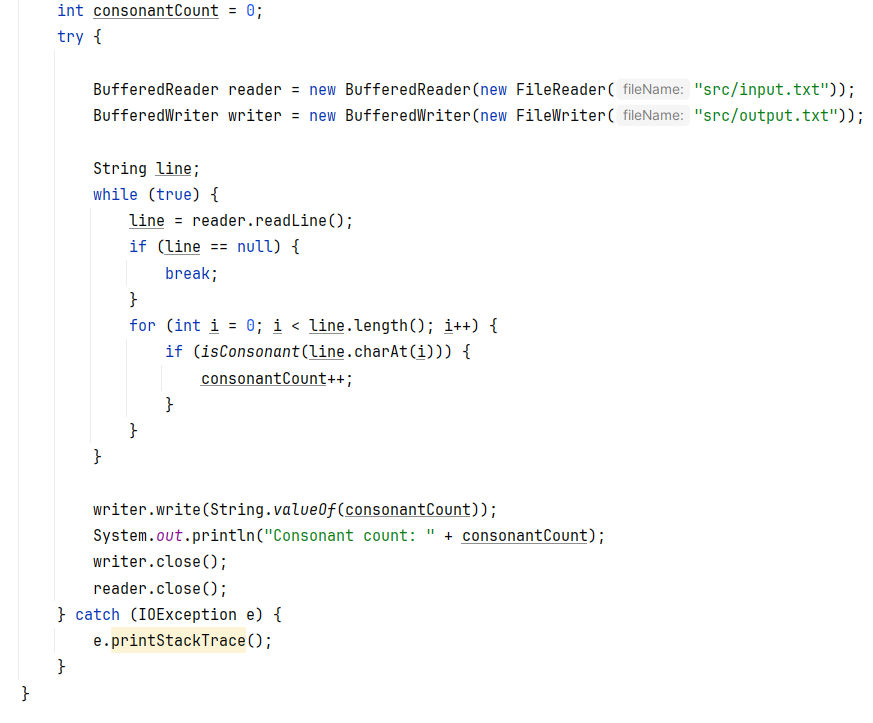 int consonantCount = 0;
try {
BufferedReader reader = new BufferedReader(new FileReader( fileName: "src/input.txt"));
BufferedWriter writer = new BufferedWriter(new FileWriter( fileName: "src/output.txt"));
String line;
while (true) {
line = reader.readLine();
if (line == null) {
break;
}
for (int i = 0; i < line.length(); i++) {
if (isConsonant(line.charAt(i))) {
consonantCount++;
}
}
}
writer.write(String.valueOf(consonantCount));
System.out.println("Consonant count: " + consonantCount);
writer.close();
reader.close();
} catch (IOException e) {
e.printStackTrace();
}
}